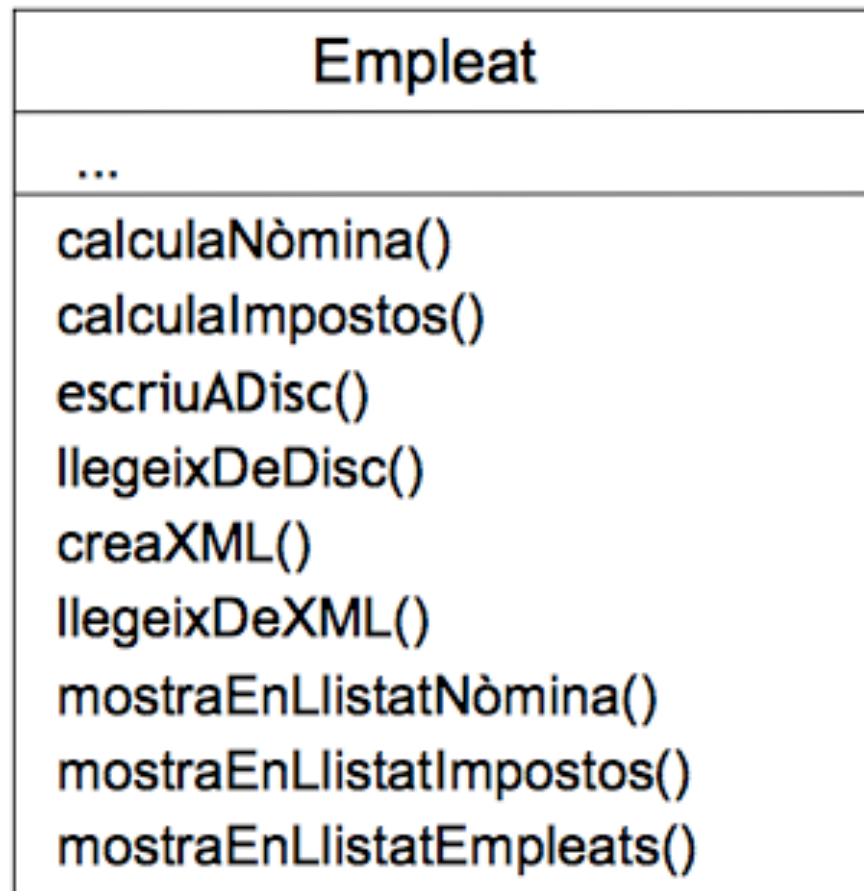 Empleat
...
calculaNòmina()
calculaImpostos()
escriuADisc()
llegeixDeDisc()
creaXML()
llegeixDeXML()
mostraEnLlistatNòmina()
mostraEnLlistatImpostos()
mostraEnLlistatEmpleats()